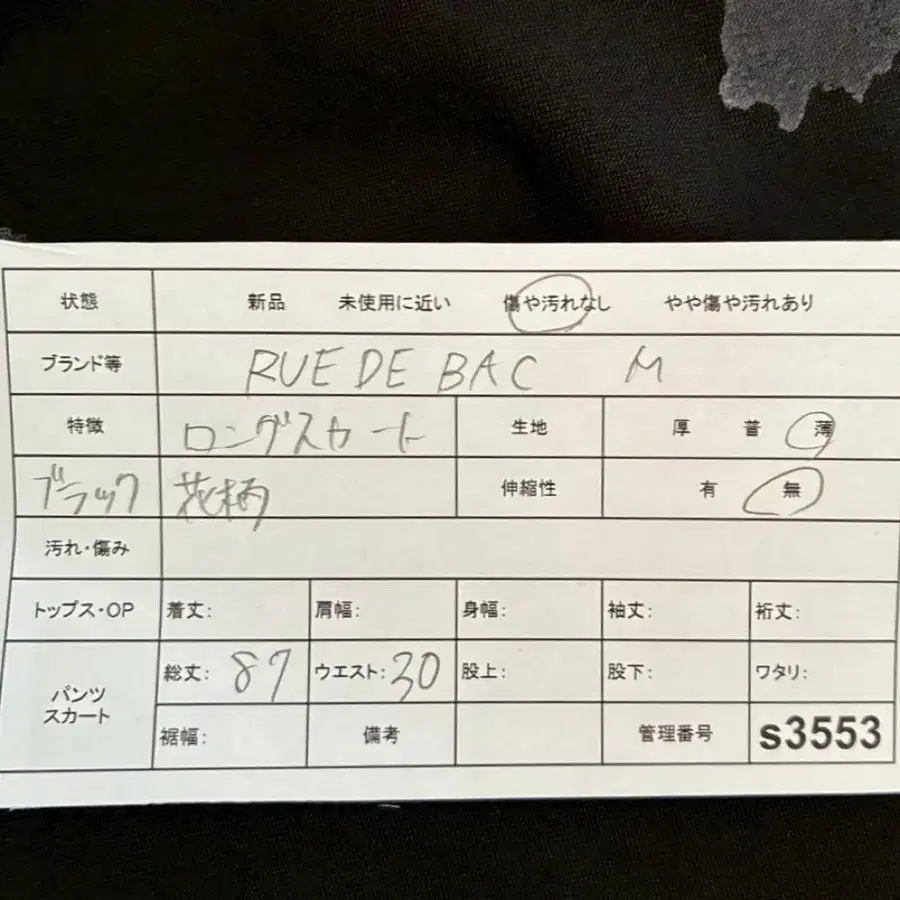 状態 新品 未使用に近い 傷や汚れなし やや傷や汚れあり
ブランド等 RUE DE BAC M
特徴 ロングスカート 生地 厚 普 薄
ブラック 花柄 伸縮性 有 無
汚れ・傷み
トップス・OP 着丈: 肩幅: 身幅: 袖丈: 裄丈:
パンツ
スカート
総丈: 87 ウエスト: 30 股上: 股下: ワタリ:
裾幅: 備考 管理番号 s3553